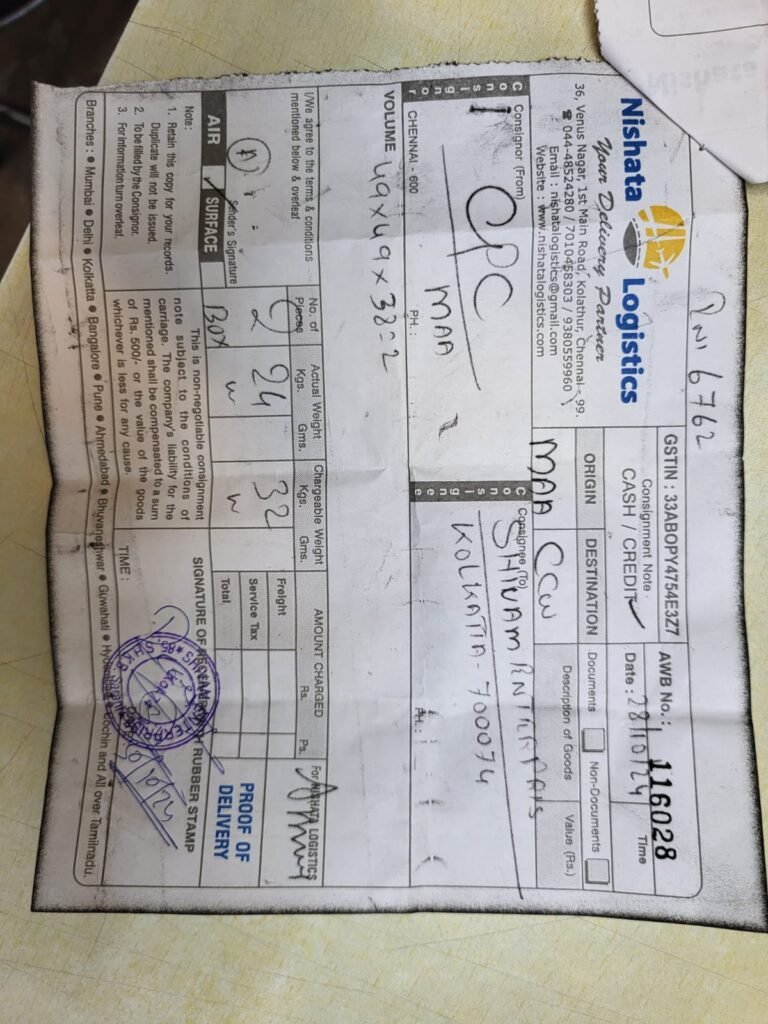 PNI 6762
Nishata Logistics
Your Delivery Partner
36, Venus Nagar, 1st Main Road, Kolathur, Chennai - 99.
☎ 044-48524280 / 7010458303 / 9380559960
Email : nishatalogistics@gmail.com
Website : www.nishatalogistics.com
GSTIN : 33ABOPY4754E3Z7
Consignment Note
CASH / CREDIT
AWB No.: 116028
Date : 28/10/24
Time
ORIGIN
DESTINATION
MAA
CCU
Documents
Non-Documents
Description of Goods
Value (Rs.)
Consignor
Consignor (From)
CPC
MAA
CHENNAI - 600
PH. :
Consignee
Consignee (To)
SHIVAM ENTERPRIS
KOLKATTA - 700074
PH. :
VOLUME 49x49x38=2
I/We agree to the terms & conditions
mentioned below & overleaf
Sender's Signature
No. of
Pieces
2
BOX
Actual Weight
Kgs.
Gms.
24
Chargeable Weight
Kgs.
Gms.
32
AMOUNT CHARGED
Rs.
Ps.
Freight
Service Tax
Total
For NISHATA LOGISTICS
AIR
✓ SURFACE
Note:
1. Retain this copy for your records.
Duplicate will not be issued.
2. To be filled by the Consignor.
3. For information turn overleaf.
This is non-negotiable consignment
note subject to the conditions of
carriage. The company's liability for the
mentioned shall be compensated to a sum
of Rs. 500/- or the value of the goods
whichever is less for any cause.
PROOF OF
DELIVERY
SIGNATURE OF RECIPIENT / RUBBER STAMP
TIME :
Branches : • Mumbai • Delhi • Kolkatta • Bangalore • Pune • Ahmedabad • Bhuvaneshwar • Guwahati • Hyderabad • Cochin and All over Tamilnadu.